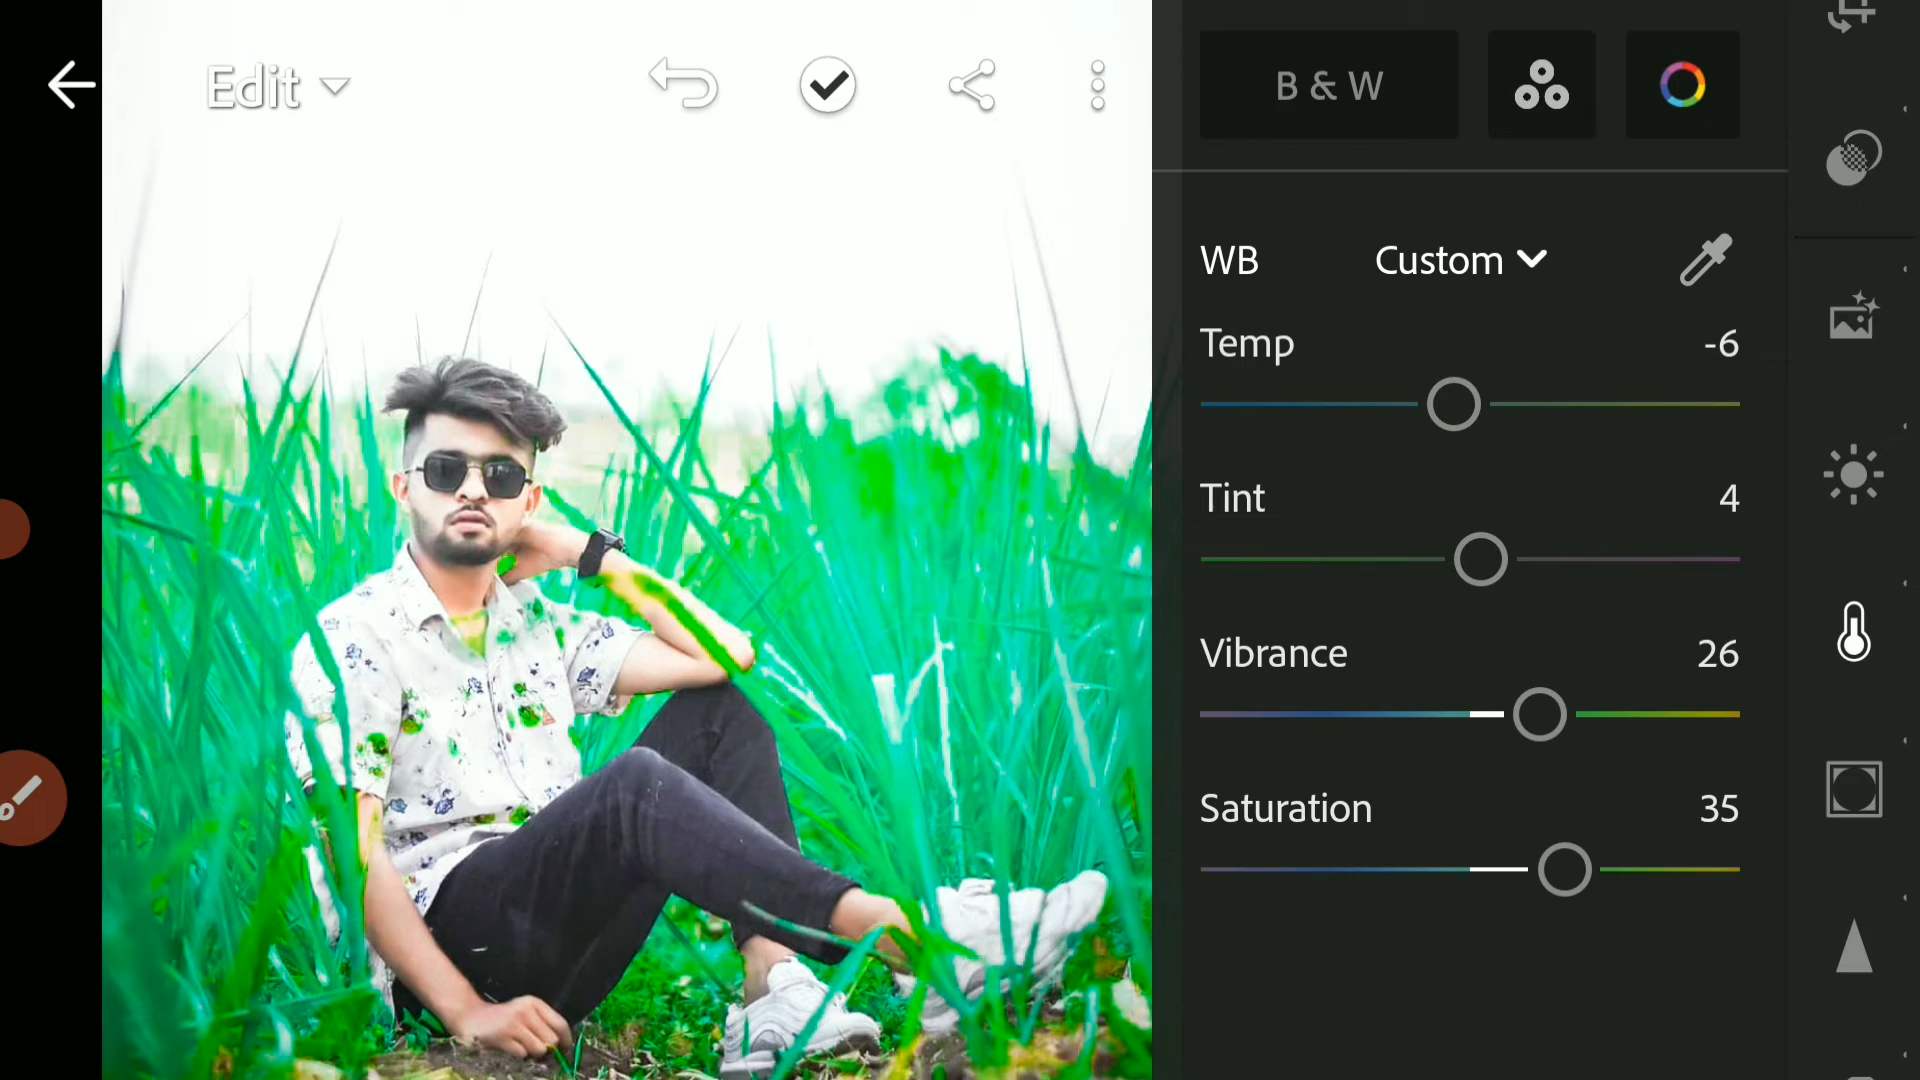 Edit
B & W
WB Custom
Temp -6
Tint 4
Vibrance 26
Saturation 35